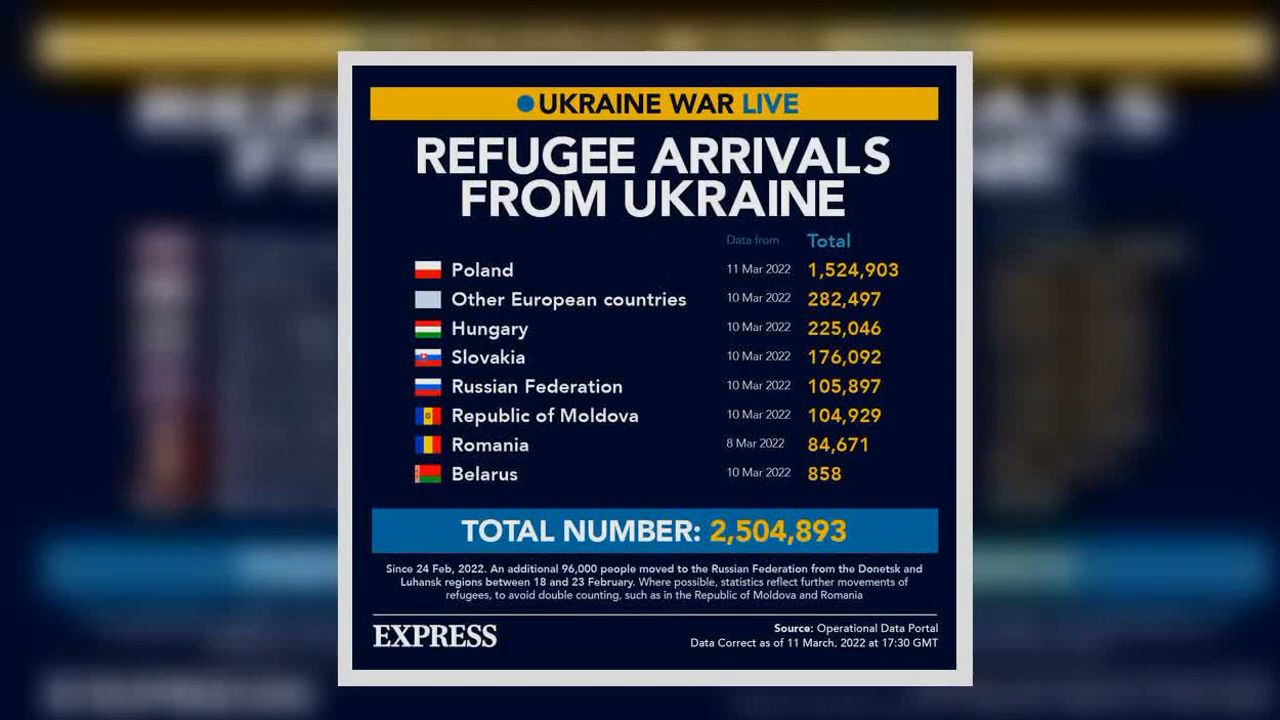 UKRAINE WAR LIVE
REFUGEE ARRIVALS
FROM UKRAINE
Data from Total
Poland 11 Mar 2022 1,524,903
Other European countries 10 Mar 2022 282,497
Hungary 10 Mar 2022 225,046
Slovakia 10 Mar 2022 176,092
Russian Federation 10 Mar 2022 105,897
Republic of Moldova 10 Mar 2022 104,929
Romania 8 Mar 2022 84,671
Belarus 10 Mar 2022 858
TOTAL NUMBER: 2,504,893
Since 24 Feb, 2022. An additional 96,000 people moved to the Russian Federation from the Donetsk and
Luhansk regions between 18 and 23 February. Where possible, statistics reflect further movements of
refugees, to avoid double counting, such as in the Republic of Moldova and Romania
EXPRESS
Source: Operational Data Portal
Data Correct as of 11 March, 2022 at 17:30 GMT